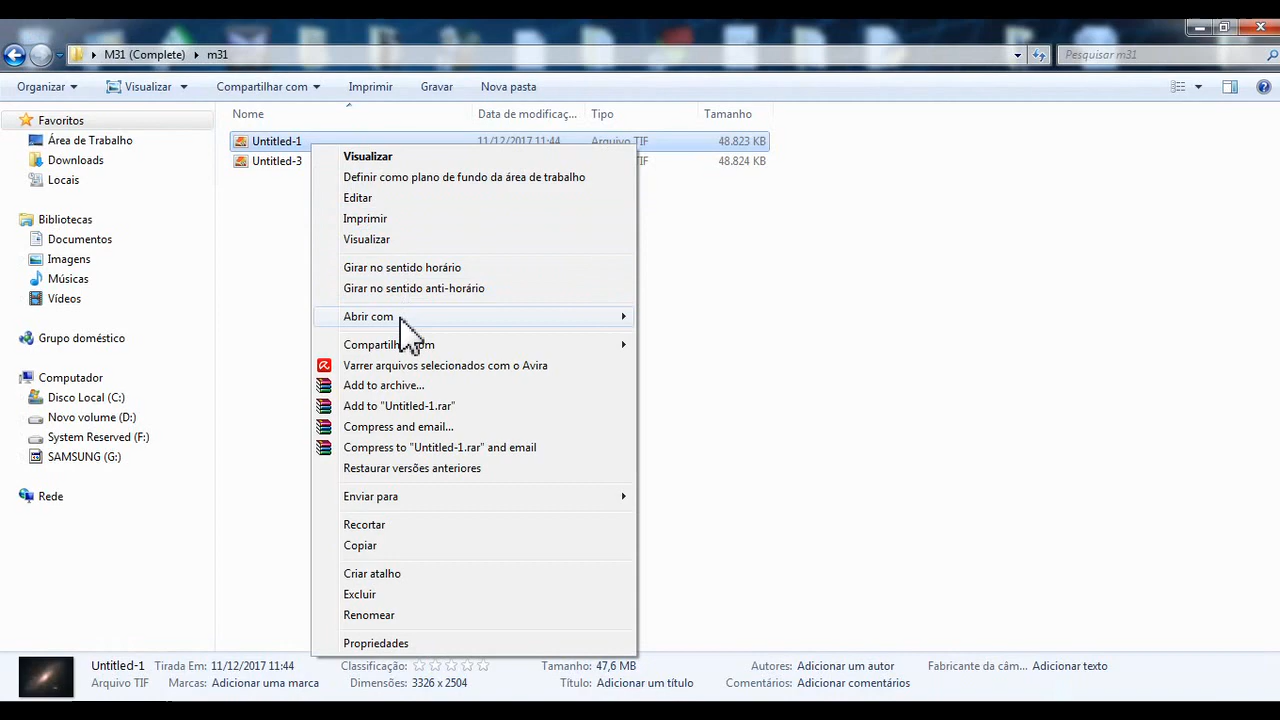 M31 (Complete) m31 Pesquisar m31
Organizar Visualizar Compartilhar com Imprimir Gravar Nova pasta
Nome Data de modificaç... Tipo Tamanho
Favoritos
Área de Trabalho
Downloads
Locais
Bibliotecas
Documentos
Imagens
Músicas
Vídeos
Grupo doméstico
Computador
Disco Local (C:)
Novo volume (D:)
System Reserved (F:)
SAMSUNG (G:)
Rede
Untitled-1 11/12/2017 11:44 Arquivo TIF 48.823 KB
Untitled-3 TIF 48.824 KB
Visualizar
Definir como plano de fundo da área de trabalho
Editar
Imprimir
Visualizar
Girar no sentido horário
Girar no sentido anti-horário
Abrir com
Compartilhar com
Varrer arquivos selecionados com o Avira
Add to archive...
Add to "Untitled-1.rar"
Compress and email...
Compress to "Untitled-1.rar" and email
Restaurar versões anteriores
Enviar para
Recortar
Copiar
Criar atalho
Excluir
Renomear
Propriedades
Untitled-1 Tirada Em: 11/12/2017 11:44 Classificação: Tamanho: 47,6 MB Autores: Adicionar um autor Fabricante da câm... Adicionar texto
Arquivo TIF Marcas: Adicionar uma marca Dimensões: 3326 x 2504 Título: Adicionar um título Comentários: Adicionar comentários